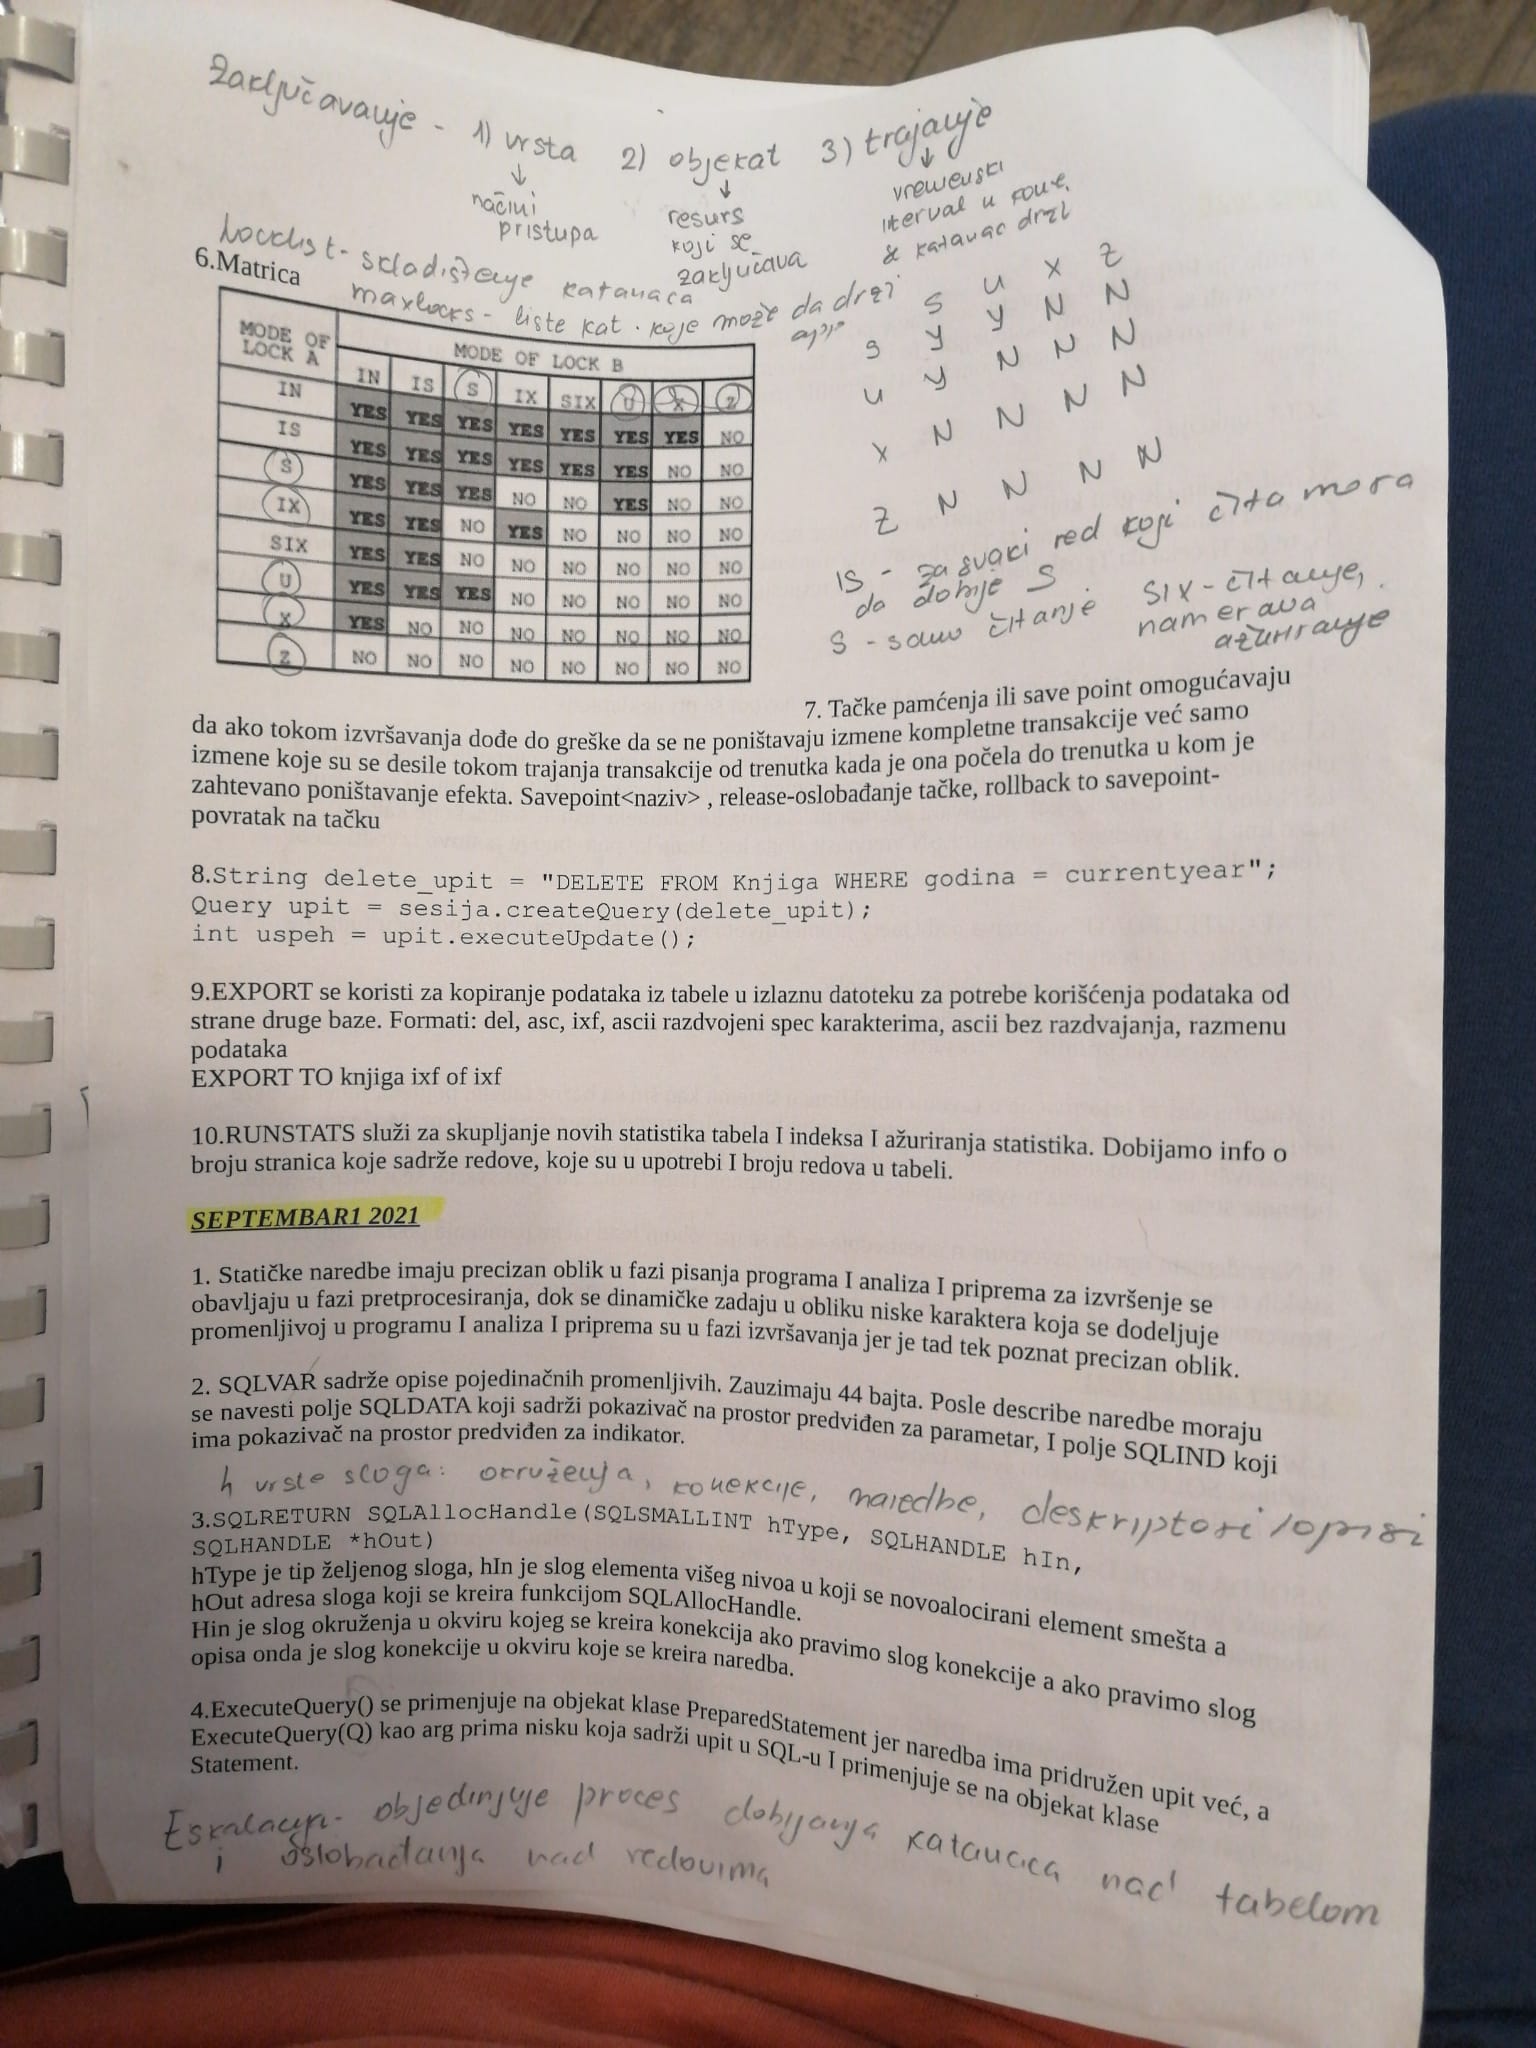 Zaključavanje - 1) vrsta 2) objekat 3) trajanje
↓ ↓ ↓
načini pristupa
resurs koji se zaključava
vremenski iterval u kome & katanac drži
Locklist - skladištenje katanaca
maxlocks - liste kat. koje može da drži app
6.Matrica
MODE OF LOCK A MODE OF LOCK B
IN IS S IX SIX U X Z
IN YES YES YES YES YES YES YES NO
IS YES YES YES YES YES YES NO NO
S YES YES YES NO NO YES NO NO
IX YES YES NO YES NO NO NO NO
SIX YES YES NO NO NO NO NO NO
U YES YES YES NO NO NO NO NO
X YES NO NO NO NO NO NO NO
Z NO NO NO NO NO NO NO NO
S U X Z
S Y Y N N
U Y N N N
X N N N N
Z N N N N
IS - za svaki red koji čita mora
da dobije S
S - samo čitanje
SIX - čitanje,
namerava
ažuriranje
7. Tačke pamćenja ili save point omogućavaju
da ako tokom izvršavanja dođe do greške da se ne poništavaju izmene kompletne transakcije već samo
izmene koje su se desile tokom trajanja transakcije od trenutka kada je ona počela do trenutka u kom je
zahtevano poništavanje efekta. Savepoint<naziv> , release-oslobađanje tačke, rollback to savepoint-
povratak na tačku
8.String delete_upit = "DELETE FROM Knjiga WHERE godina = currentyear";
Query upit = sesija.createQuery(delete_upit);
int uspeh = upit.executeUpdate();
9.EXPORT se koristi za kopiranje podataka iz tabele u izlaznu datoteku za potrebe korišćenja podataka od
strane druge baze. Formati: del, asc, ixf, ascii razdvojeni spec karakterima, ascii bez razdvajanja, razmenu
podataka
EXPORT TO knjiga ixf of ixf
10.RUNSTATS služi za skupljanje novih statistika tabela I indeksa I ažuriranja statistika. Dobijamo info o
broju stranica koje sadrže redove, koje su u upotrebi I broju redova u tabeli.
SEPTEMBAR1 2021
1. Statičke naredbe imaju precizan oblik u fazi pisanja programa I analiza I priprema za izvršenje se
obavljaju u fazi pretprocesiranja, dok se dinamičke zadaju u obliku niske karaktera koja se dodeljuje
promenljivoj u programu I analiza I priprema su u fazi izvršavanja jer je tad tek poznat precizan oblik.
2. SQLVAR sadrže opise pojedinačnih promenljivih. Zauzimaju 44 bajta. Posle describe naredbe moraju
se navesti polje SQLDATA koji sadrži pokazivač na prostor predviđen za parametar, I polje SQLIND koji
ima pokazivač na prostor predviđen za indikator.
4 vrste sloga: okruženja, konekcije, naredbe, deskriptori/opisi
3.SQLRETURN SQLAllocHandle(SQLSMALLINT hType, SQLHANDLE hIn,
SQLHANDLE *hOut)
hType je tip željenog sloga, hIn je slog elementa višeg nivoa u koji se novoalocirani element smešta a
hOut adresa sloga koji se kreira funkcijom SQLAllocHandle.
Hin je slog okruženja u okviru kojeg se kreira konekcija ako pravimo slog konekcije a ako pravimo slog
opisa onda je slog konekcije u okviru koje se kreira naredba.
4.ExecuteQuery() se primenjuje na objekat klase PreparedStatement jer naredba ima pridružen upit već, a
ExecuteQuery(Q) kao arg prima nisku koja sadrži upit u SQL-u I primenjuje se na objekat klase
Statement.
Eskalacija - objedinjuje proces dobijanja katanaca nad tabelom
i oslobađanja nad redovima